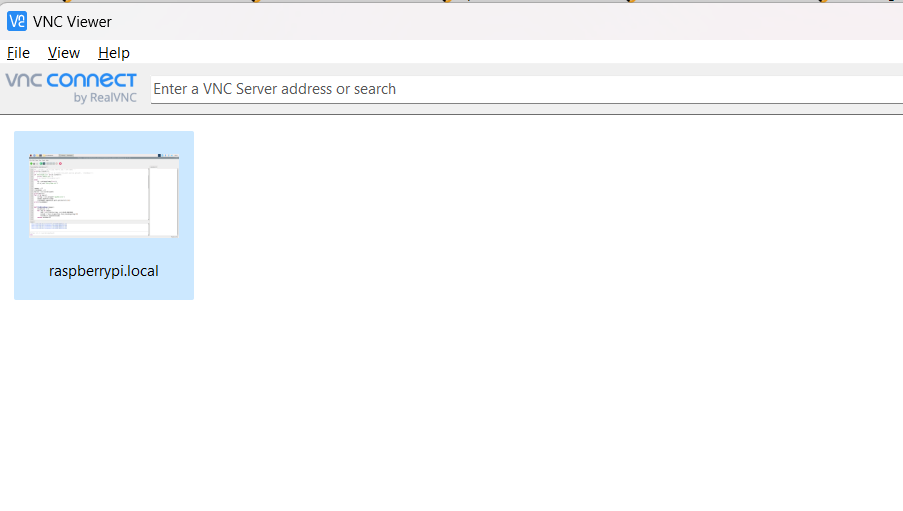 VNC Viewer
File View Help
vnc connect
by RealVNC
Enter a VNC Server address or search
raspberrypi.local